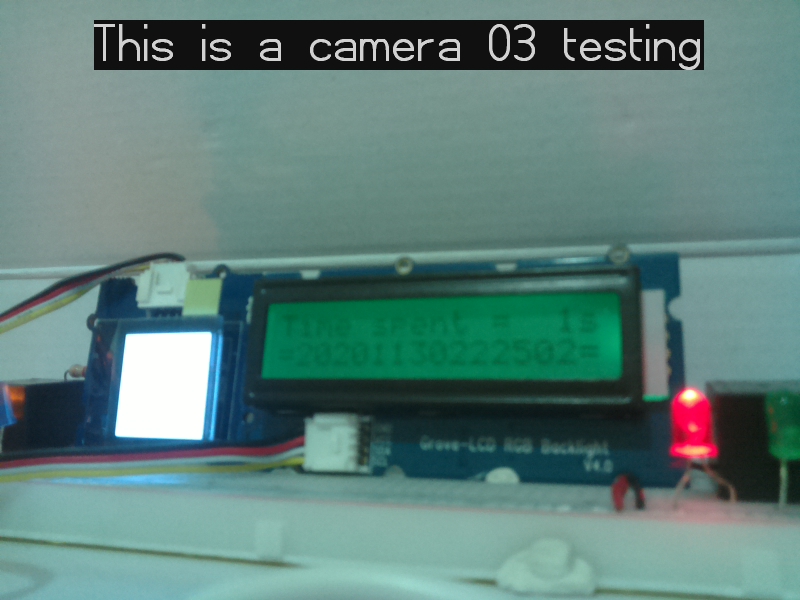 This is a camera 03 testing
Time spent = 1s
=20201130222502=
Grove-LCD RGB Backlight
V4.0